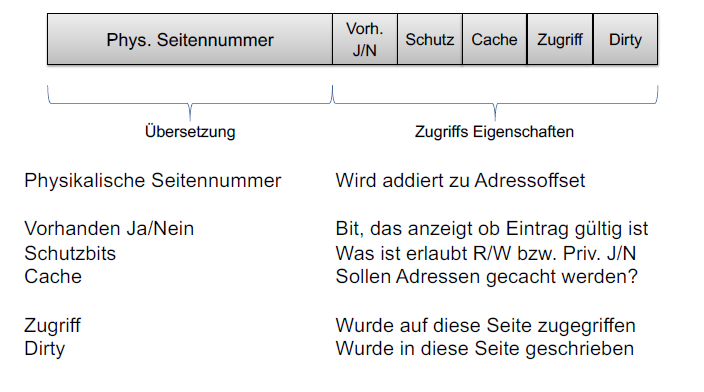 Phys. Seitennummer Vorh. J/N Schutz Cache Zugriff Dirty
Übersetzung Zugriffs Eigenschaften
Physikalische Seitennummer Wird addiert zu Adressoffset
Vorhanden Ja/Nein Bit, das anzeigt ob Eintrag gültig ist
Schutzbits Was ist erlaubt R/W bzw. Priv. J/N
Cache Sollen Adressen gecacht werden?
Zugriff Wurde auf diese Seite zugegriffen
Dirty Wurde in diese Seite geschrieben